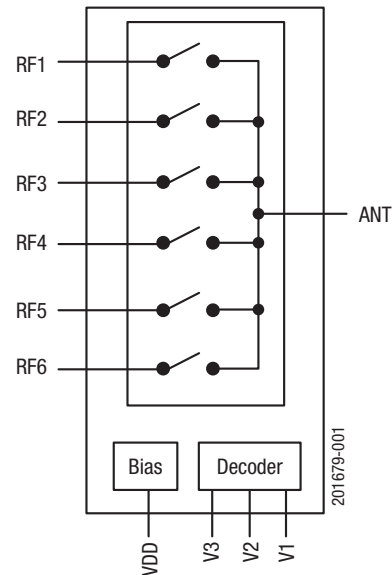 RF1
RF2
RF3
RF4
RF5
RF6
ANT
Bias
Decoder
VDD
V3
V2
V1
201679-001